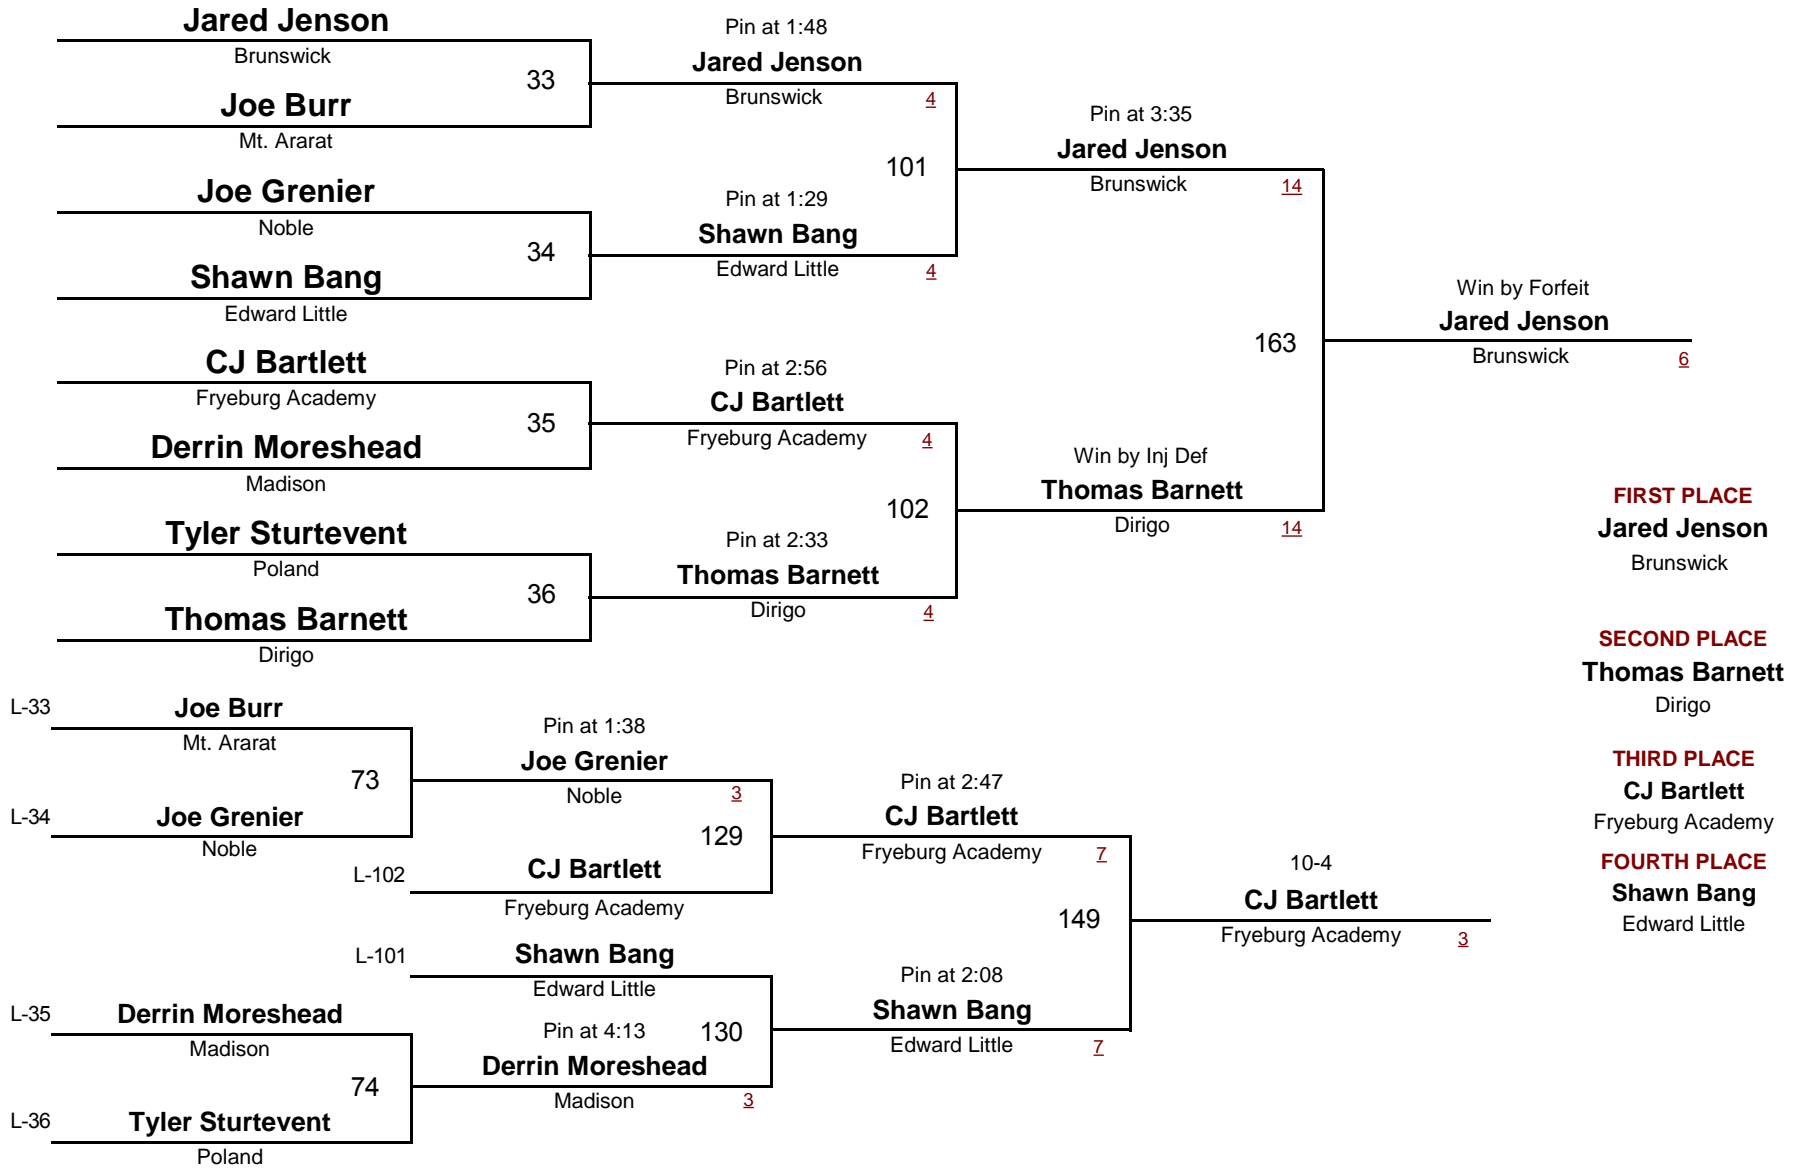 Jared Jenson
Brunswick
33
Joe Burr
Mt. Ararat
Joe Grenier
Noble
34
Shawn Bang
Edward Little
CJ Bartlett
Fryeburg Academy
35
Derrin Moreshead
Madison
Tyler Sturtevent
Poland
36
Thomas Barnett
Dirigo
Pin at 1:48
Jared Jenson
Brunswick 4
101
Pin at 1:29
Shawn Bang
Edward Little 4
Pin at 2:56
CJ Bartlett
Fryeburg Academy 4
102
Pin at 2:33
Thomas Barnett
Dirigo 4
Pin at 3:35
Jared Jenson
Brunswick 14
163
Win by Inj Def
Thomas Barnett
Dirigo 14
Win by Forfeit
Jared Jenson
Brunswick 6
FIRST PLACE
Jared Jenson
Brunswick
SECOND PLACE
Thomas Barnett
Dirigo
THIRD PLACE
CJ Bartlett
Fryeburg Academy
FOURTH PLACE
Shawn Bang
Edward Little
L-33 Joe Burr
Mt. Ararat
73
L-34 Joe Grenier
Noble
L-35 Derrin Moreshead
Madison
74
L-36 Tyler Sturtevent
Poland
Pin at 1:38
Joe Grenier
Noble 3
129
L-102 CJ Bartlett
Fryeburg Academy
L-101 Shawn Bang
Edward Little
Pin at 4:13 130
Derrin Moreshead
Madison 3
Pin at 2:47
CJ Bartlett
Fryeburg Academy 7
149
Pin at 2:08
Shawn Bang
Edward Little 7
10-4
CJ Bartlett
Fryeburg Academy 3